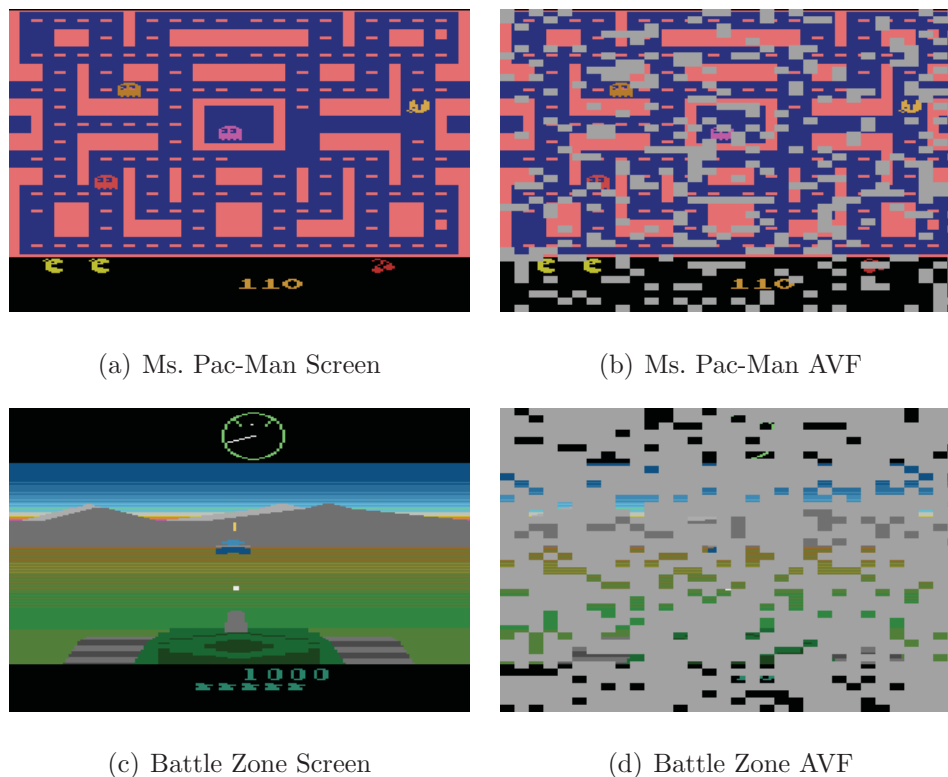 110
110
(a) Ms. Pac-Man Screen
(b) Ms. Pac-Man AVF
1000
(c) Battle Zone Screen
(d) Battle Zone AVF